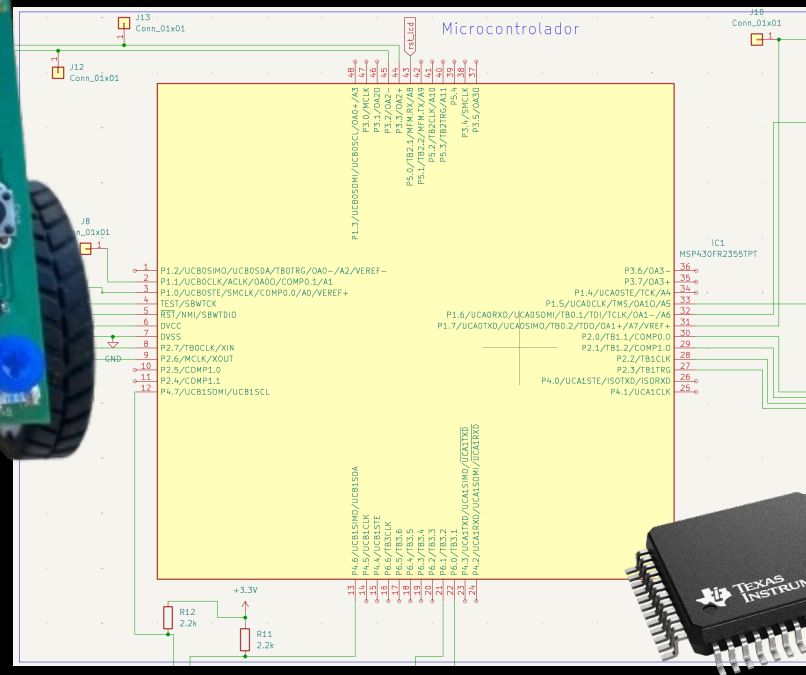 J13
Conn_01x01
1
rst_lcd
Microcontrolador
J10
Conn_01x01
1
1
J12
Conn_01x01
48 47 46 45 44 43 42 41 40 39 38 37
P1.3/UCB0SOMI/UCB0SCL/OA0+/A3
P3.0/MCLK
P3.1/OA2O
P3.2/OA2-
P3.3/OA2+
P5.0/TB2.1/MFM.RX/A8
P5.1/TB2.2/MFM.TX/A9
P5.2/TB2CLK/A10
P5.3/TB2TRG/A11
P5.4
P3.4/SMCLK
P3.5/OA3O
J8
n_01x01
1
IC1
MSP430FR2355TPT
1 P1.2/UCB0SIMO/UCB0SDA/TB0TRG/OA0-/A2/VEREF-
2 P1.1/UCB0CLK/ACLK/OA0O/COMP0.1/A1
3 P1.0/UCB0STE/SMCLK/COMP0.0/A0/VEREF+
4 TEST/SBWTCK
5 RST/NMI/SBWTDIO
6 DVCC
7 DVSS
8 P2.7/TB0CLK/XIN
9 P2.6/MCLK/XOUT
10 P2.5/COMP1.0
11 P2.4/COMP1.1
12 P4.7/UCB1SOMI/UCB1SCL
GND
P3.6/OA3- 36
P3.7/OA3+ 35
P1.4/UCA0STE/TCK/A4 34
P1.5/UCA0CLK/TMS/OA1O/A5 33
P1.6/UCA0RXD/UCA0SOMI/TB0.1/TDI/TCLK/OA1-/A6 32
P1.7/UCA0TXD/UCA0SIMO/TB0.2/TDO/OA1+/A7/VREF+ 31
P2.0/TB1.1/COMP0.0 30
P2.1/TB1.2/COMP1.0 29
P2.2/TB1CLK 28
P2.3/TB1TRG 27
P4.0/UCA1STE/ISOTXD/ISORXD 26
P4.1/UCA1CLK 25
P4.6/UCB1SIMO/UCB1SDA
P4.5/UCB1CLK
P4.4/UCB1STE
P6.6/TB3CLK
P6.5/TB3.6
P6.4/TB3.5
P6.3/TB3.4
P6.2/TB3.3
P6.1/TB3.2
P6.0/TB3.1
P4.3/UCA1TXD/UCA1SIMO/UCA1TXD
P4.2/UCA1RXD/UCA1SOMI/UCA1RXD
13 14 15 16 17 18 19 20 21 22 23 24
+3.3V
R12
2.2k
R11
2.2k
TEXAS
INSTRUM